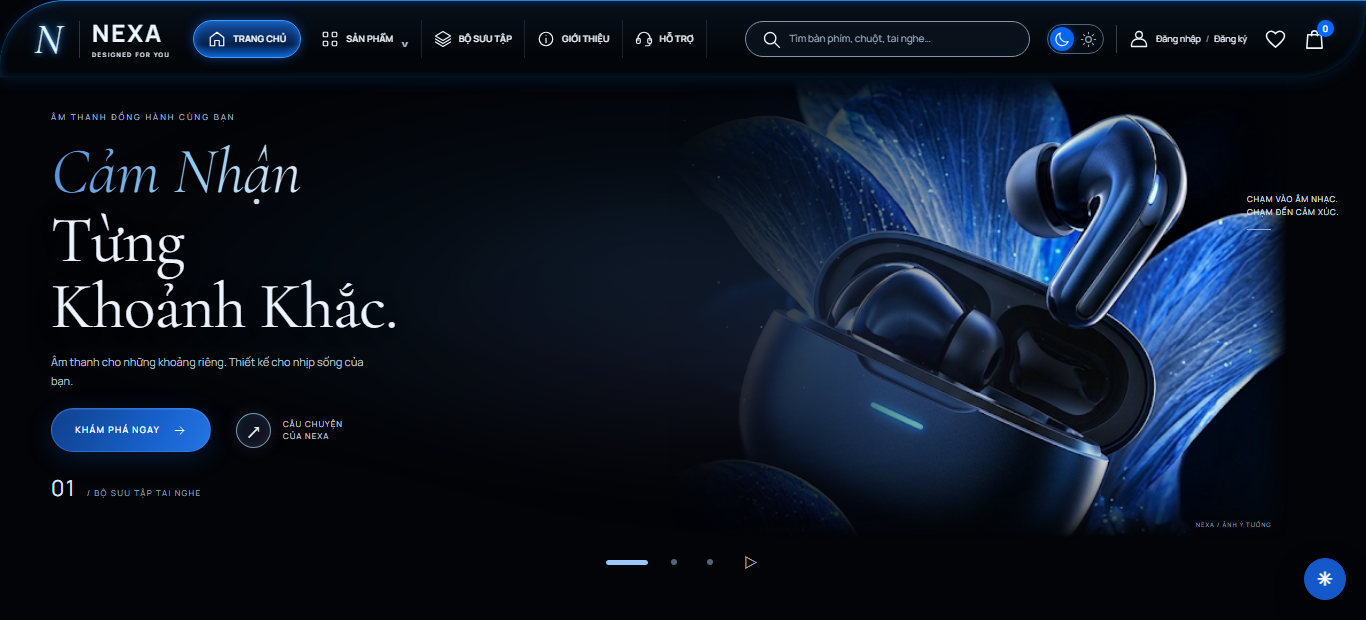 N
NEXA
DESIGNED FOR YOU
TRANG CHỦ
SẢN PHẨM
BỘ SƯU TẬP
GIỚI THIỆU
HỖ TRỢ
Tìm bàn phím, chuột, tai nghe...
Đăng nhập / Đăng ký
0
ÂM THANH ĐỒNG HÀNH CÙNG BẠN
Cảm Nhận
Từng
Khoảnh Khắc.
CHẠM VÀO ÂM NHẠC.
CHẠM ĐẾN CẢM XÚC.
Âm thanh cho những khoảng riêng. Thiết kế cho nhịp sống của
bạn.
KHÁM PHÁ NGAY →
↗
CÂU CHUYỆN
CỦA NEXA
01 / BỘ SƯU TẬP TAI NGHE
NEXA / ẢNH Ý TƯỞNG